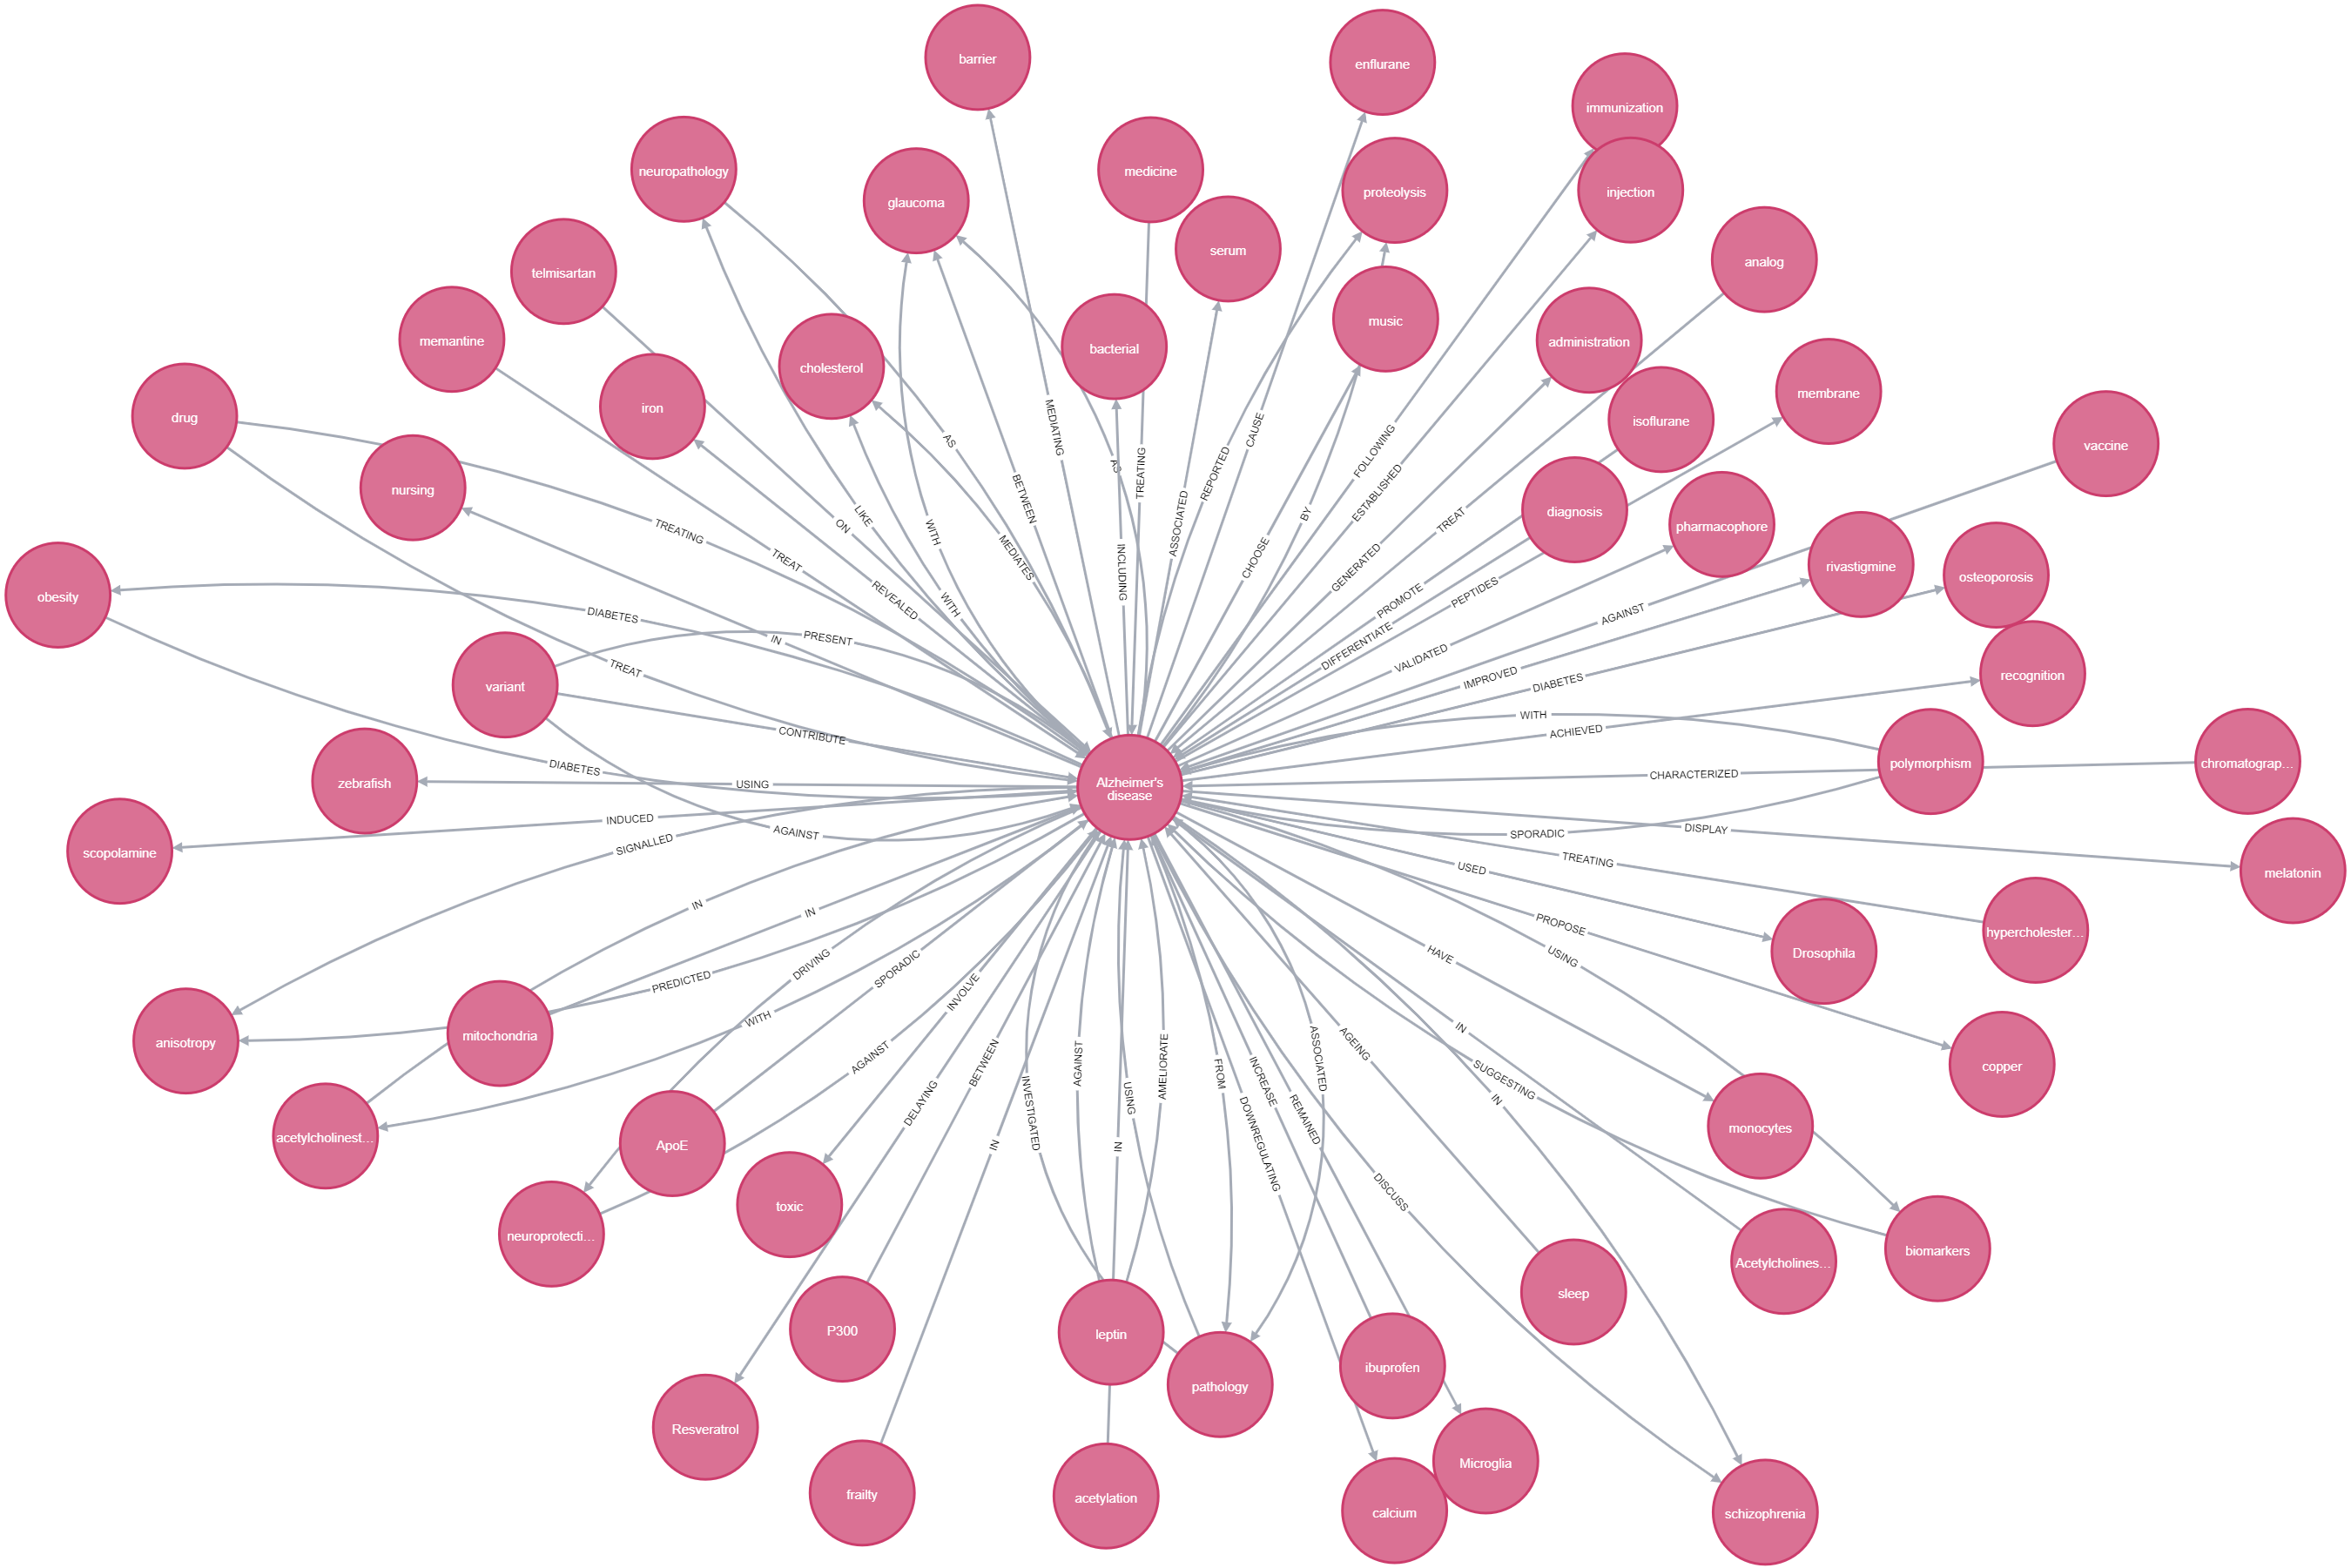 barrier
enflurane
immunization
neuropathology
medicine
glaucoma
proteolysis
injection
serum
analog
telmisartan
memantine
cholesterol
bacterial
music
administration
drug
iron
isoflurane
membrane
vaccine
nursing
diagnosis
pharmacophore
rivastigmine
osteoporosis
obesity
variant
recognition
zebrafish
Alzheimer's
disease
polymorphism
chromatograp...
scopolamine
melatonin
hypercholester...
Drosophila
anisotropy
mitochondria
copper
acetylcholinest...
ApoE
monocytes
neuroprotecti...
toxic
biomarkers
Acetylcholines...
sleep
P300
leptin
pathology
ibuprofen
Resveratrol
frailty
acetylation
Microglia
calcium
schizophrenia
MEDIATING
AS
AS
TREATING
CAUSE
REPORTED
ASSOCIATED
FOLLOWING
ESTABLISHED
BY
CHOOSE
GENERATED
TREAT
BETWEEN
WITH
LIKE
ON
MEDIATES
INCLUDING
TREATING
TREAT
REVEALED
WITH
IN
PROMOTE
DIFFERENTIATE
PEPTIDES
VALIDATED
AGAINST
IMPROVED
DIABETES
DIABETES
PRESENT
TREAT
CONTRIBUTE
DIABETES
WITH
ACHIEVED
CHARACTERIZED
USING
INDUCED
SIGNALLED
AGAINST
SPORADIC
DISPLAY
TREATING
USED
PROPOSE
HAVE
USING
IN
IN
PREDICTED
DRIVING
SPORADIC
WITH
INVOLVE
AGAINST
DELAYING
BETWEEN
IN
INVESTIGATED
AGAINST
IN
USING
AMELIORATE
FROM
DOWNREGULATING
INCREASE
REMAINED
ASSOCIATED
AGEING
DISCUSS
IN
SUGGESTING
IN